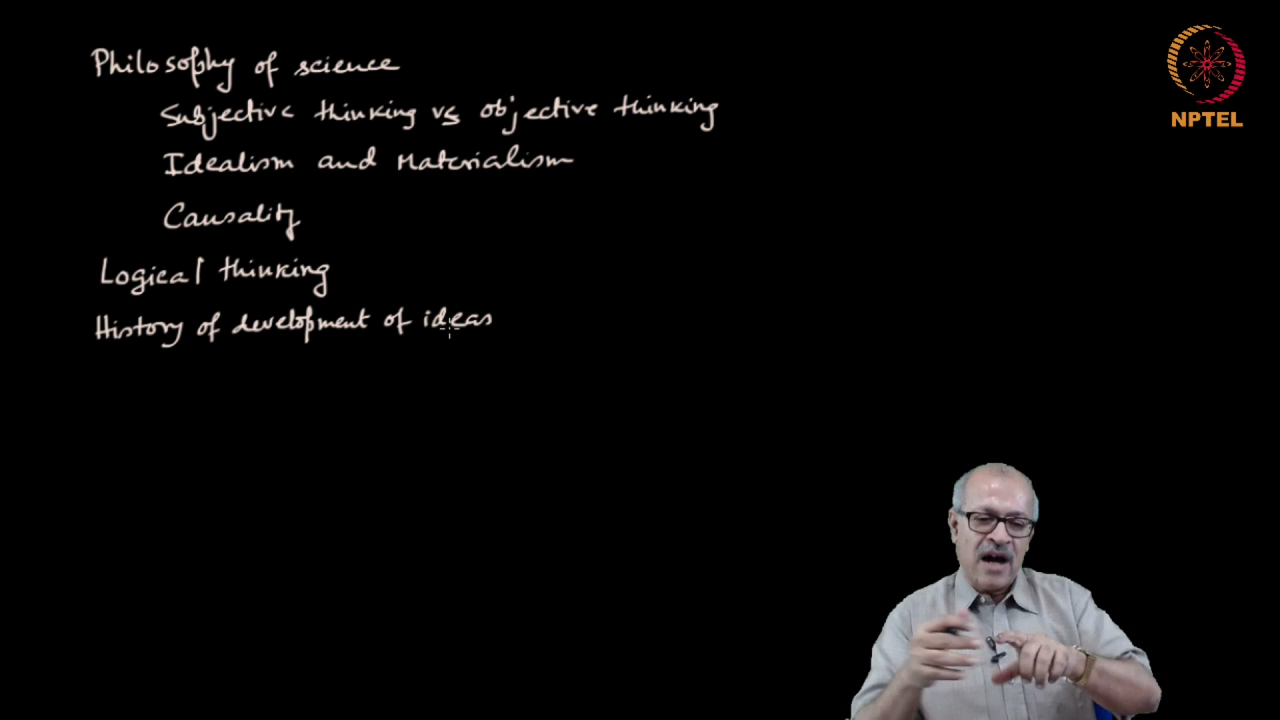 Philosophy of science
Subjective thinking vs objective thinking
Idealism and Materialism
Causality
Logical thinking
History of development of ideas
NPTEL